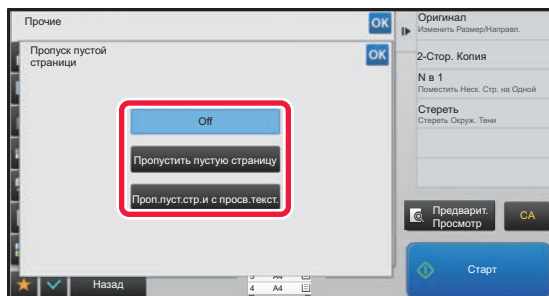 Прочие
OK
Пропуск пустой
страници
OK
Off
Пропустить пустую страницу
Проп.пуст.стр.и с просв.текст.
Оригинал
Изменить Размер/Направл.
2-Стор. Копия
N в 1
Поместить Неск. Стр. на Одной
Стереть
Стереть Окруж. Тени
Предварит.
Просмотр
CA
Старт
Назад
3 A4
4 A4